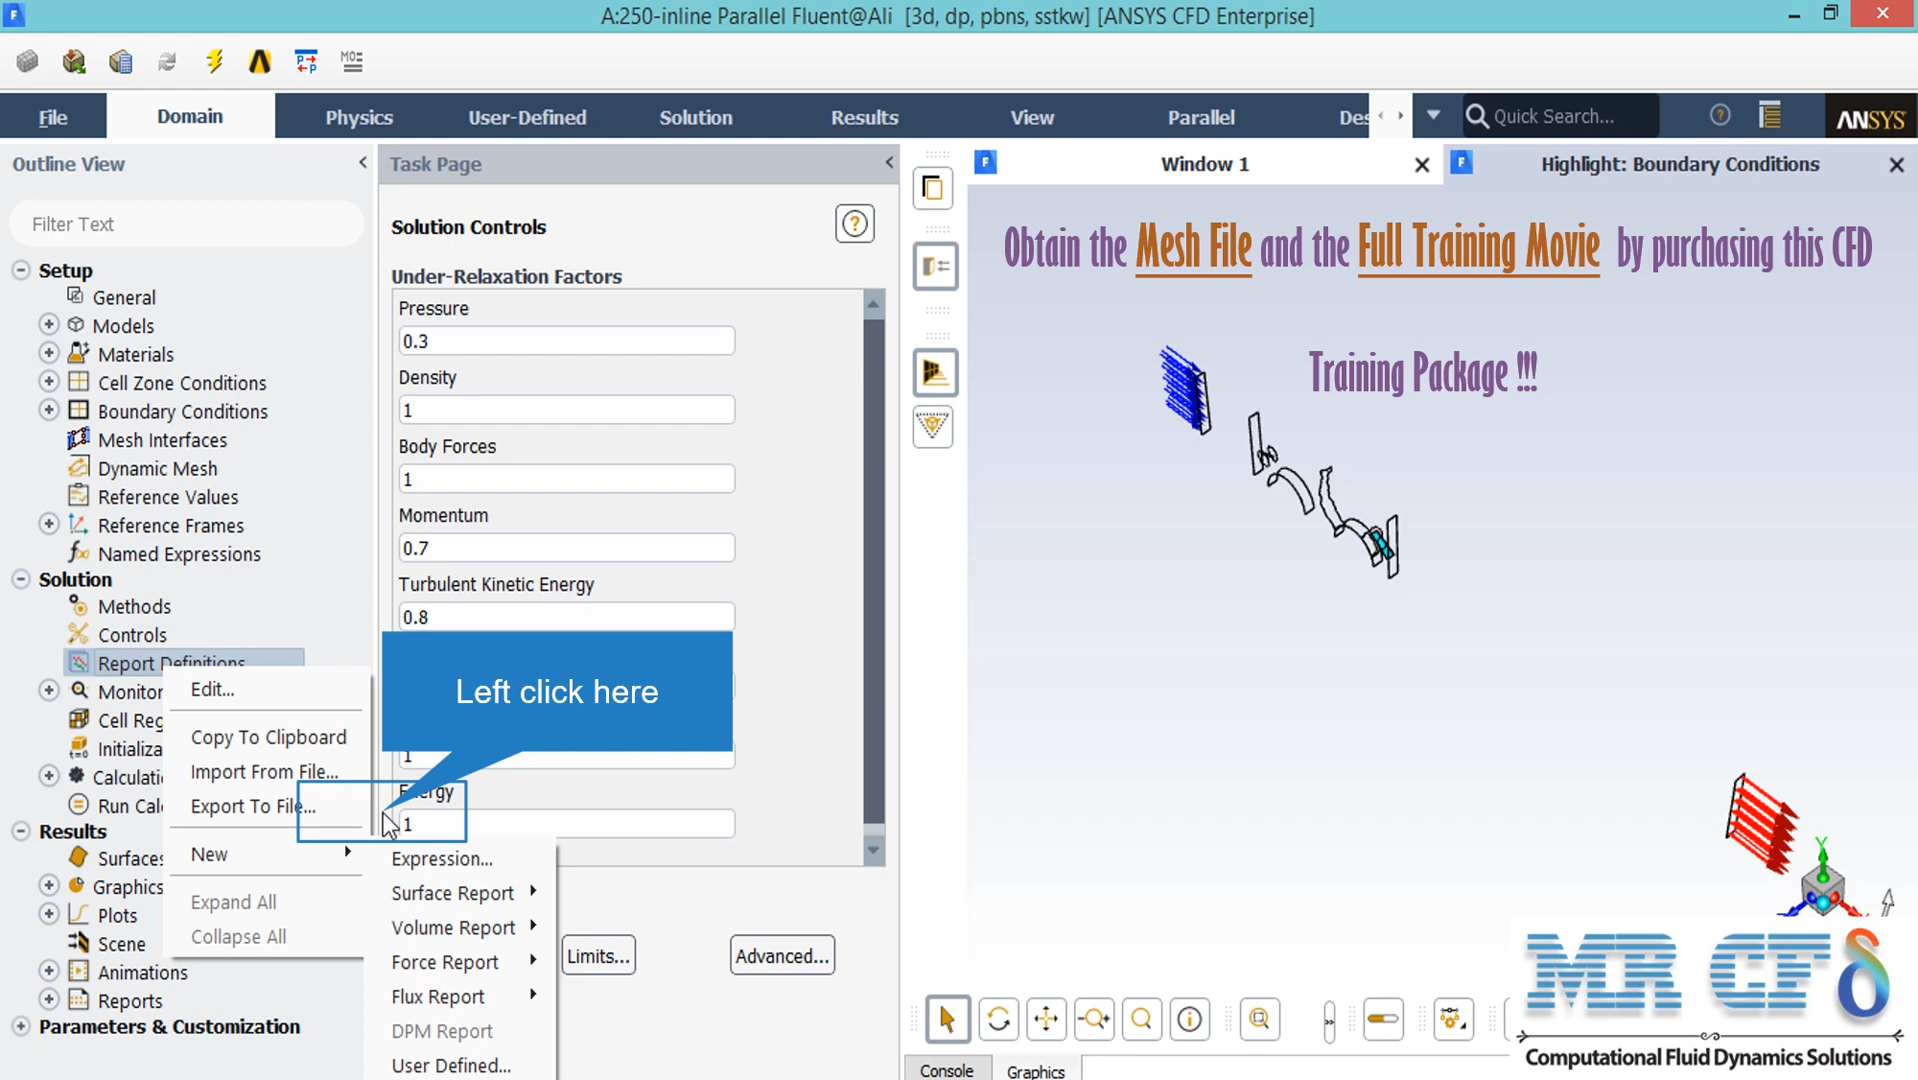 A:250-inline Parallel Fluent@Ali [3d, dp, pbns, sstkw] [ANSYS CFD Enterprise]
File
Domain
Physics
User-Defined
Solution
Results
View
Parallel
Des
Quick Search...
ANSYS
Outline View
Filter Text
Setup
General
Models
Materials
Cell Zone Conditions
Boundary Conditions
Mesh Interfaces
Dynamic Mesh
Reference Values
Reference Frames
Named Expressions
Solution
Methods
Controls
Report Definitions
Monitor
Cell Reg
Initializa
Calculati
Run Calc
Results
Surfaces
Graphics
Plots
Scene
Animations
Reports
Parameters & Customization
Edit...
Copy To Clipboard
Import From File...
Export To File...
New
Expand All
Collapse All
Expression...
Surface Report
Volume Report
Force Report
Flux Report
DPM Report
User Defined...
Task Page
Solution Controls
Under-Relaxation Factors
Pressure
0.3
Density
1
Body Forces
1
Momentum
0.7
Turbulent Kinetic Energy
0.8
Left click here
1
Energy
1
Limits...
Advanced...
Window 1
Highlight: Boundary Conditions
Obtain the Mesh File and the Full Training Movie by purchasing this CFD
Training Package !!!
Y
Console
Graphics
MR CFD
Computational Fluid Dynamics Solutions